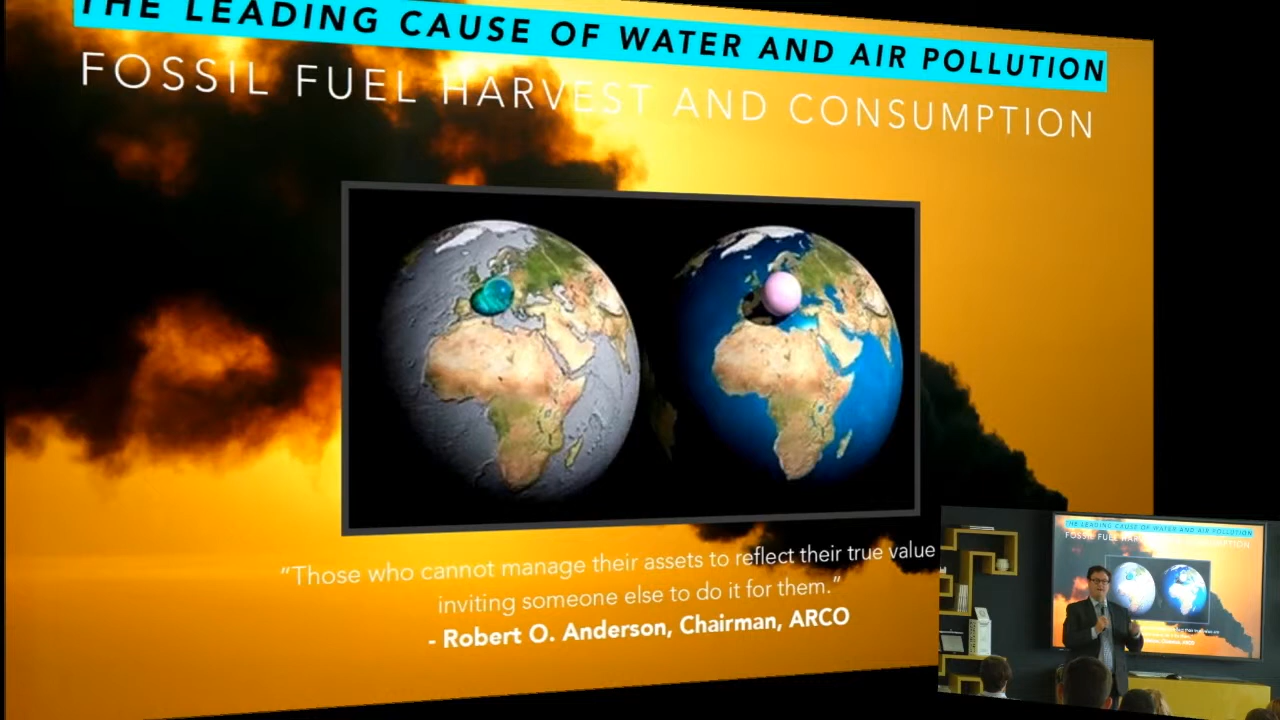 THE LEADING CAUSE OF WATER AND AIR POLLUTION
FOSSIL FUEL HARVEST AND CONSUMPTION
“Those who cannot manage their assets to reflect their true value
inviting someone else to do it for them.”
- Robert O. Anderson, Chairman, ARCO
THE LEADING CAUSE OF WATER AND AIR POLLUTION
FOSSIL FUEL